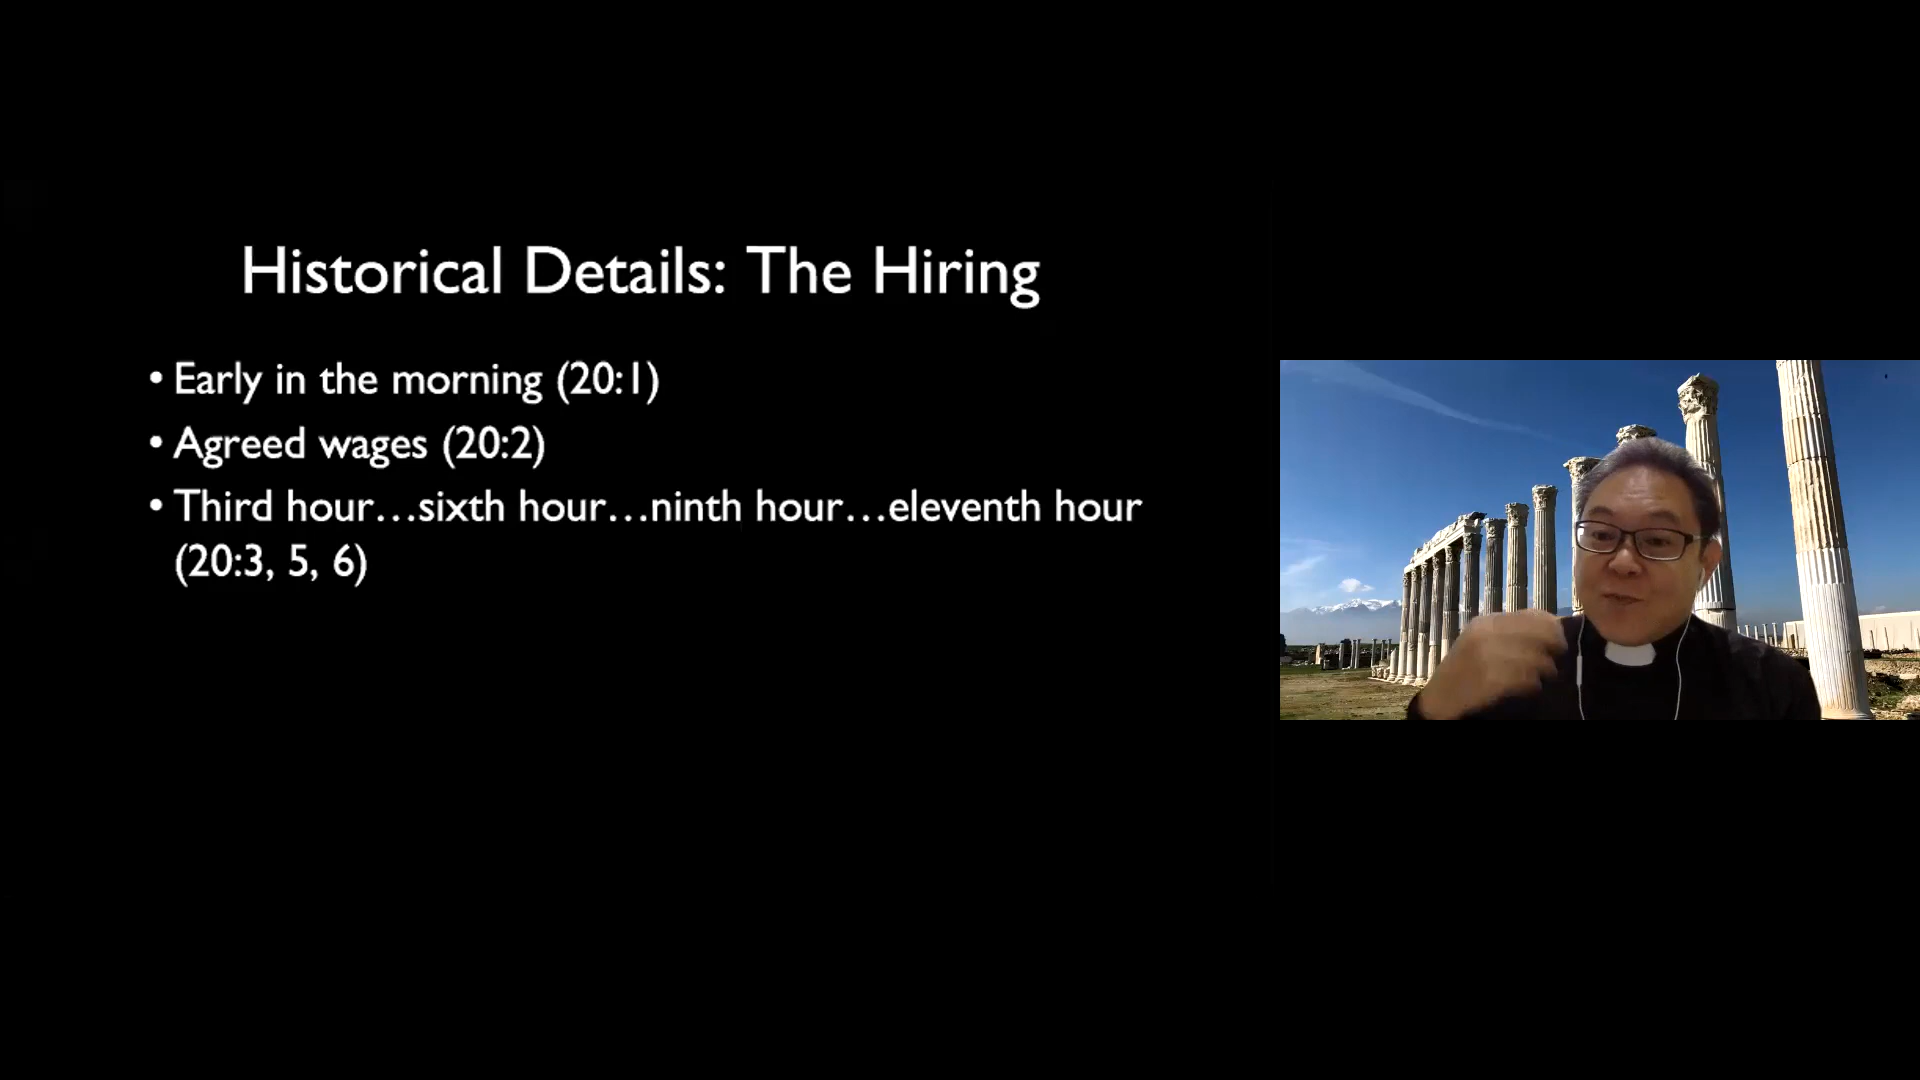 Historical Details: The Hiring
• Early in the morning (20:1)
• Agreed wages (20:2)
• Third hour…sixth hour…ninth hour…eleventh hour
(20:3, 5, 6)